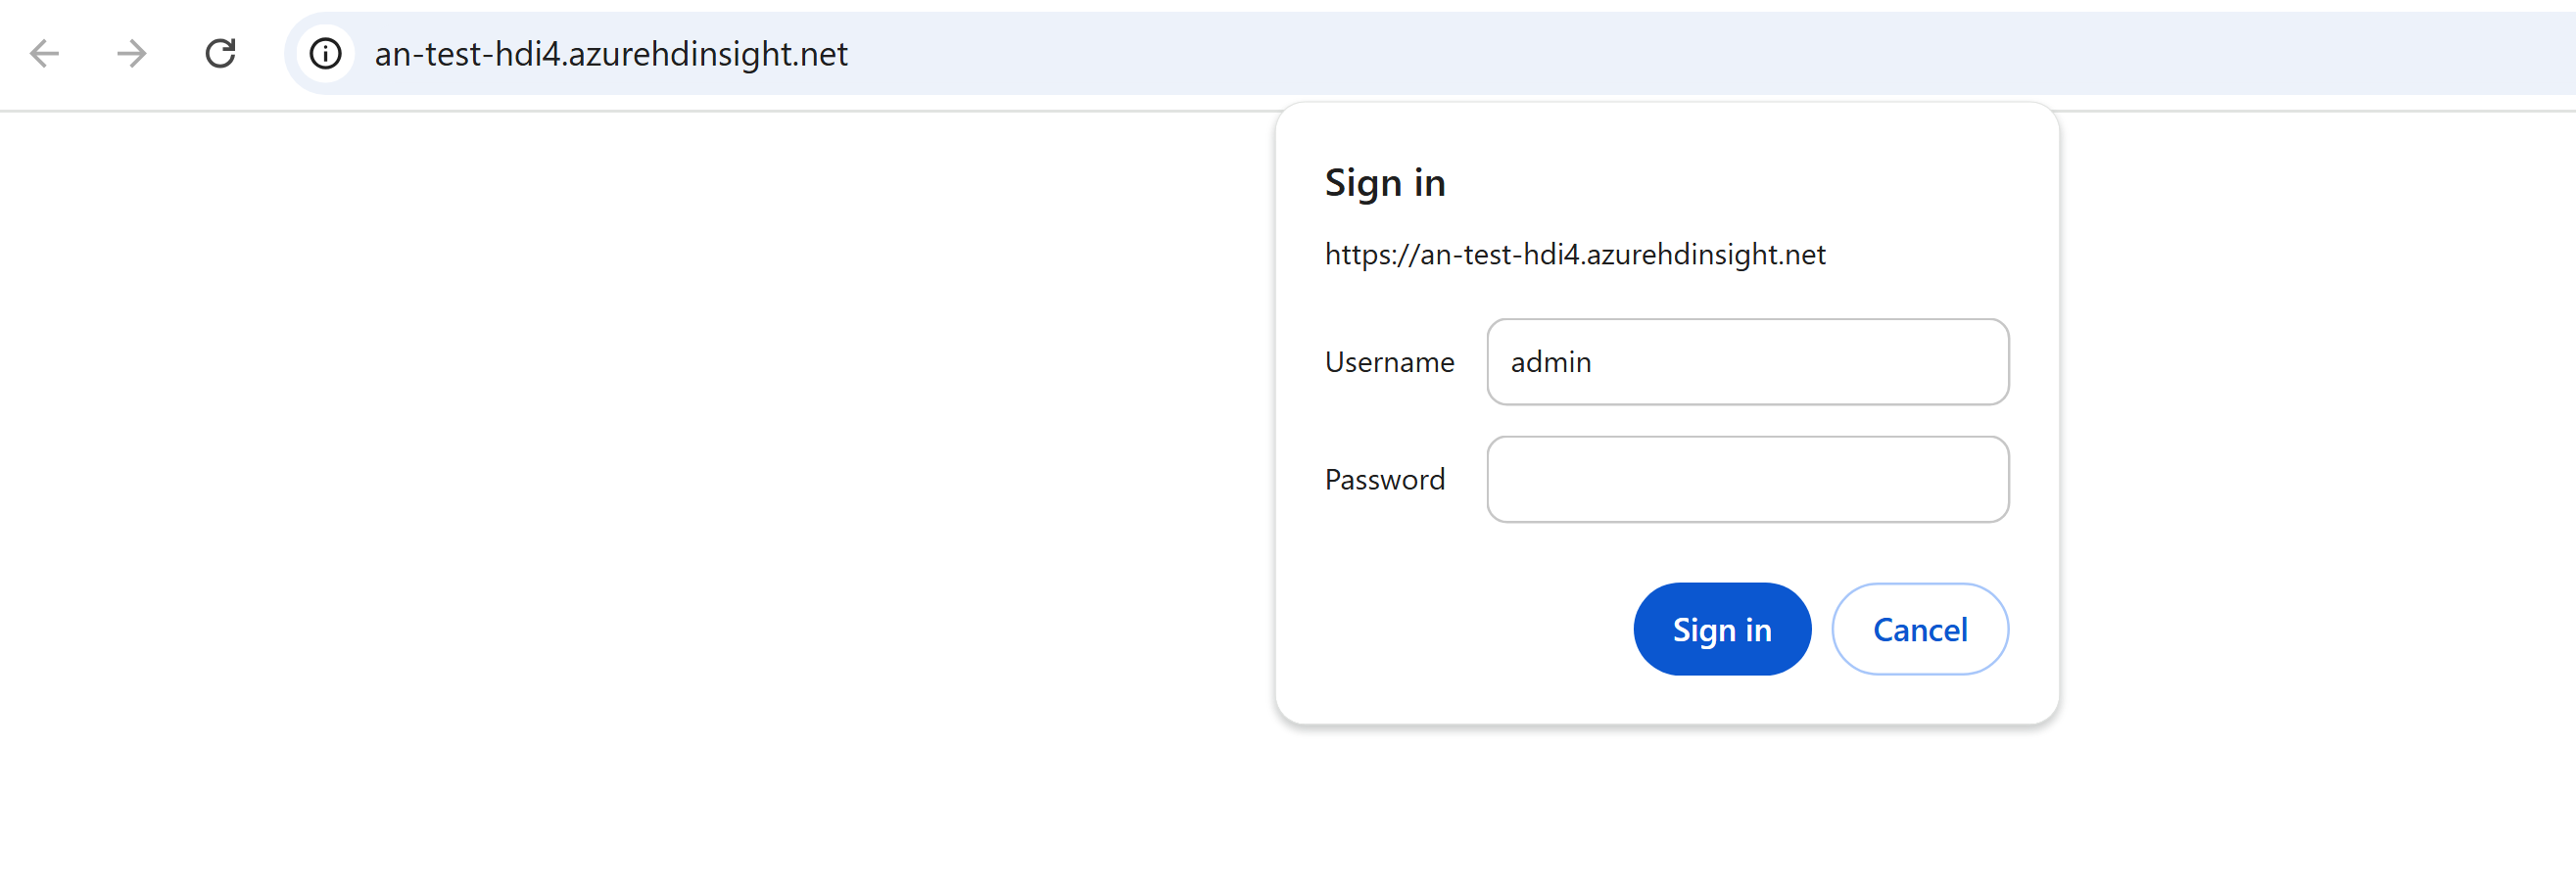 an-test-hdi4.azurehdinsight.net
Sign in
https://an-test-hdi4.azurehdinsight.net
Username admin
Password
Sign in Cancel